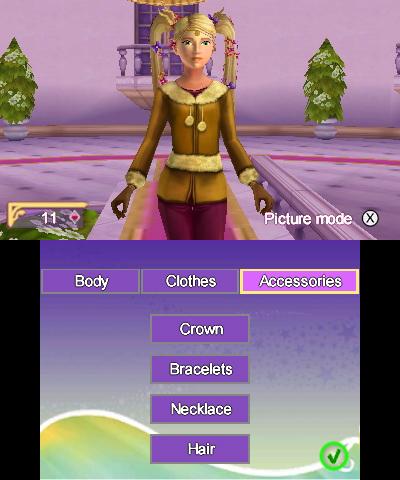 11
Picture mode X
Body
Clothes
Accessories
Crown
Bracelets
Necklace
Hair